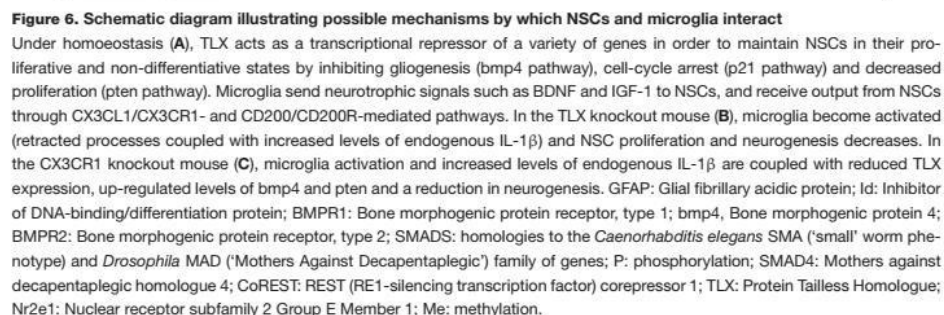 Figure 6. Schematic diagram illustrating possible mechanisms by which NSCs and microglia interact
Under homoeostasis (A), TLX acts as a transcriptional repressor of a variety of genes in order to maintain NSCs in their pro-
liferative and non-differentiative states by inhibiting gliogenesis (bmp4 pathway), cell-cycle arrest (p21 pathway) and decreased
proliferation (pten pathway). Microglia send neurotrophic signals such as BDNF and IGF-1 to NSCs, and receive output from NSCs
through CX3CL1/CX3CR1- and CD200/CD200R-mediated pathways. In the TLX knockout mouse (B), microglia become activated
(retracted processes coupled with increased levels of endogenous IL-1β) and NSC proliferation and neurogenesis decreases. In
the CX3CR1 knockout mouse (C), microglia activation and increased levels of endogenous IL-1β are coupled with reduced TLX
expression, up-regulated levels of bmp4 and pten and a reduction in neurogenesis. GFAP: Glial fibrillary acidic protein; Id: Inhibitor
of DNA-binding/differentiation protein; BMPR1: Bone morphogenic protein receptor, type 1; bmp4, Bone morphogenic protein 4;
BMPR2: Bone morphogenic protein receptor, type 2; SMADS: homologies to the Caenorhabditis elegans SMA (‘small’ worm phe-
notype) and Drosophila MAD (‘Mothers Against Decapentaplegic’) family of genes; P: phosphorylation; SMAD4: Mothers against
decapentaplegic homologue 4; CoREST: REST (RE1-silencing transcription factor) corepressor 1; TLX: Protein Tailless Homologue;
Nr2e1: Nuclear receptor subfamily 2 Group E Member 1; Me: methylation.